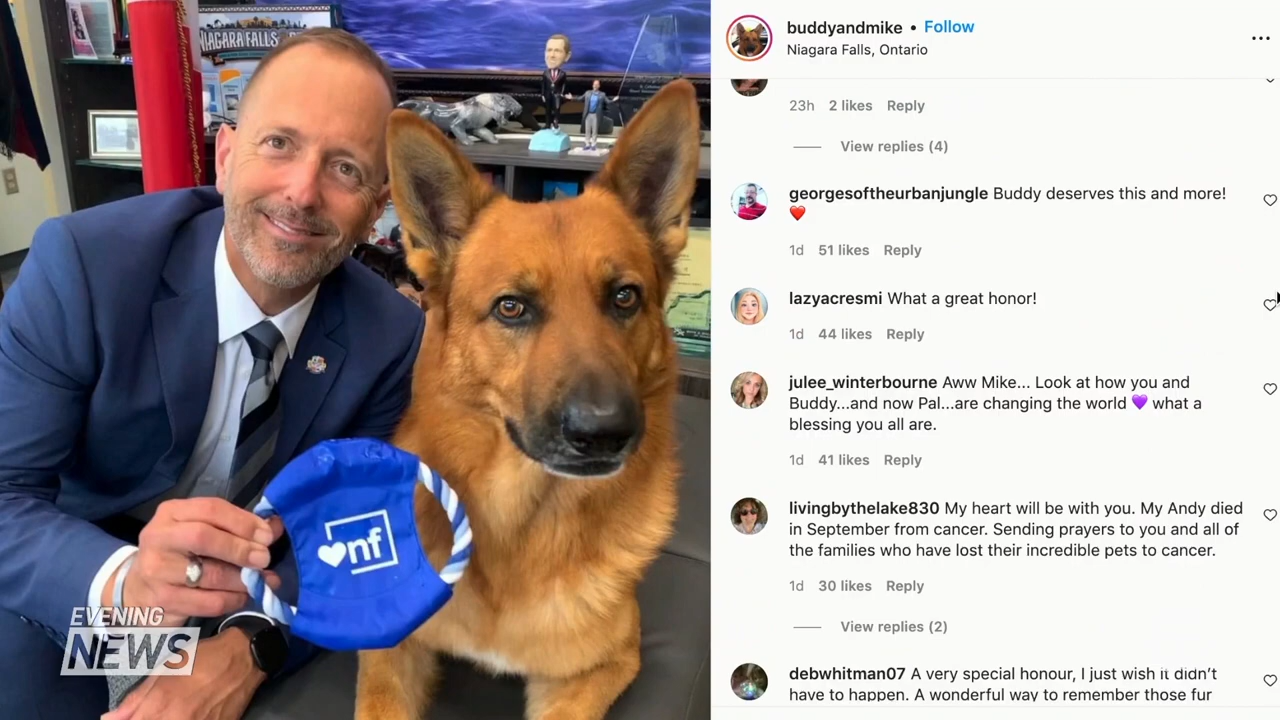 NIAGARA FALLS
nf
EVENING
NEWS
buddyandmike • Follow
Niagara Falls, Ontario
23h 2 likes Reply
View replies (4)
georgesoftheurbanjungle Buddy deserves this and more!
❤️
1d 51 likes Reply
lazyacresmi What a great honor!
1d 44 likes Reply
julee_winterbourne Aww Mike... Look at how you and
Buddy...and now Pal...are changing the world 💜 what a
blessing you all are.
1d 41 likes Reply
livingbythelake830 My heart will be with you. My Andy died
in September from cancer. Sending prayers to you and all of
the families who have lost their incredible pets to cancer.
1d 30 likes Reply
View replies (2)
debwhitman07 A very special honour, I just wish it didn't
have to happen. A wonderful way to remember those fur